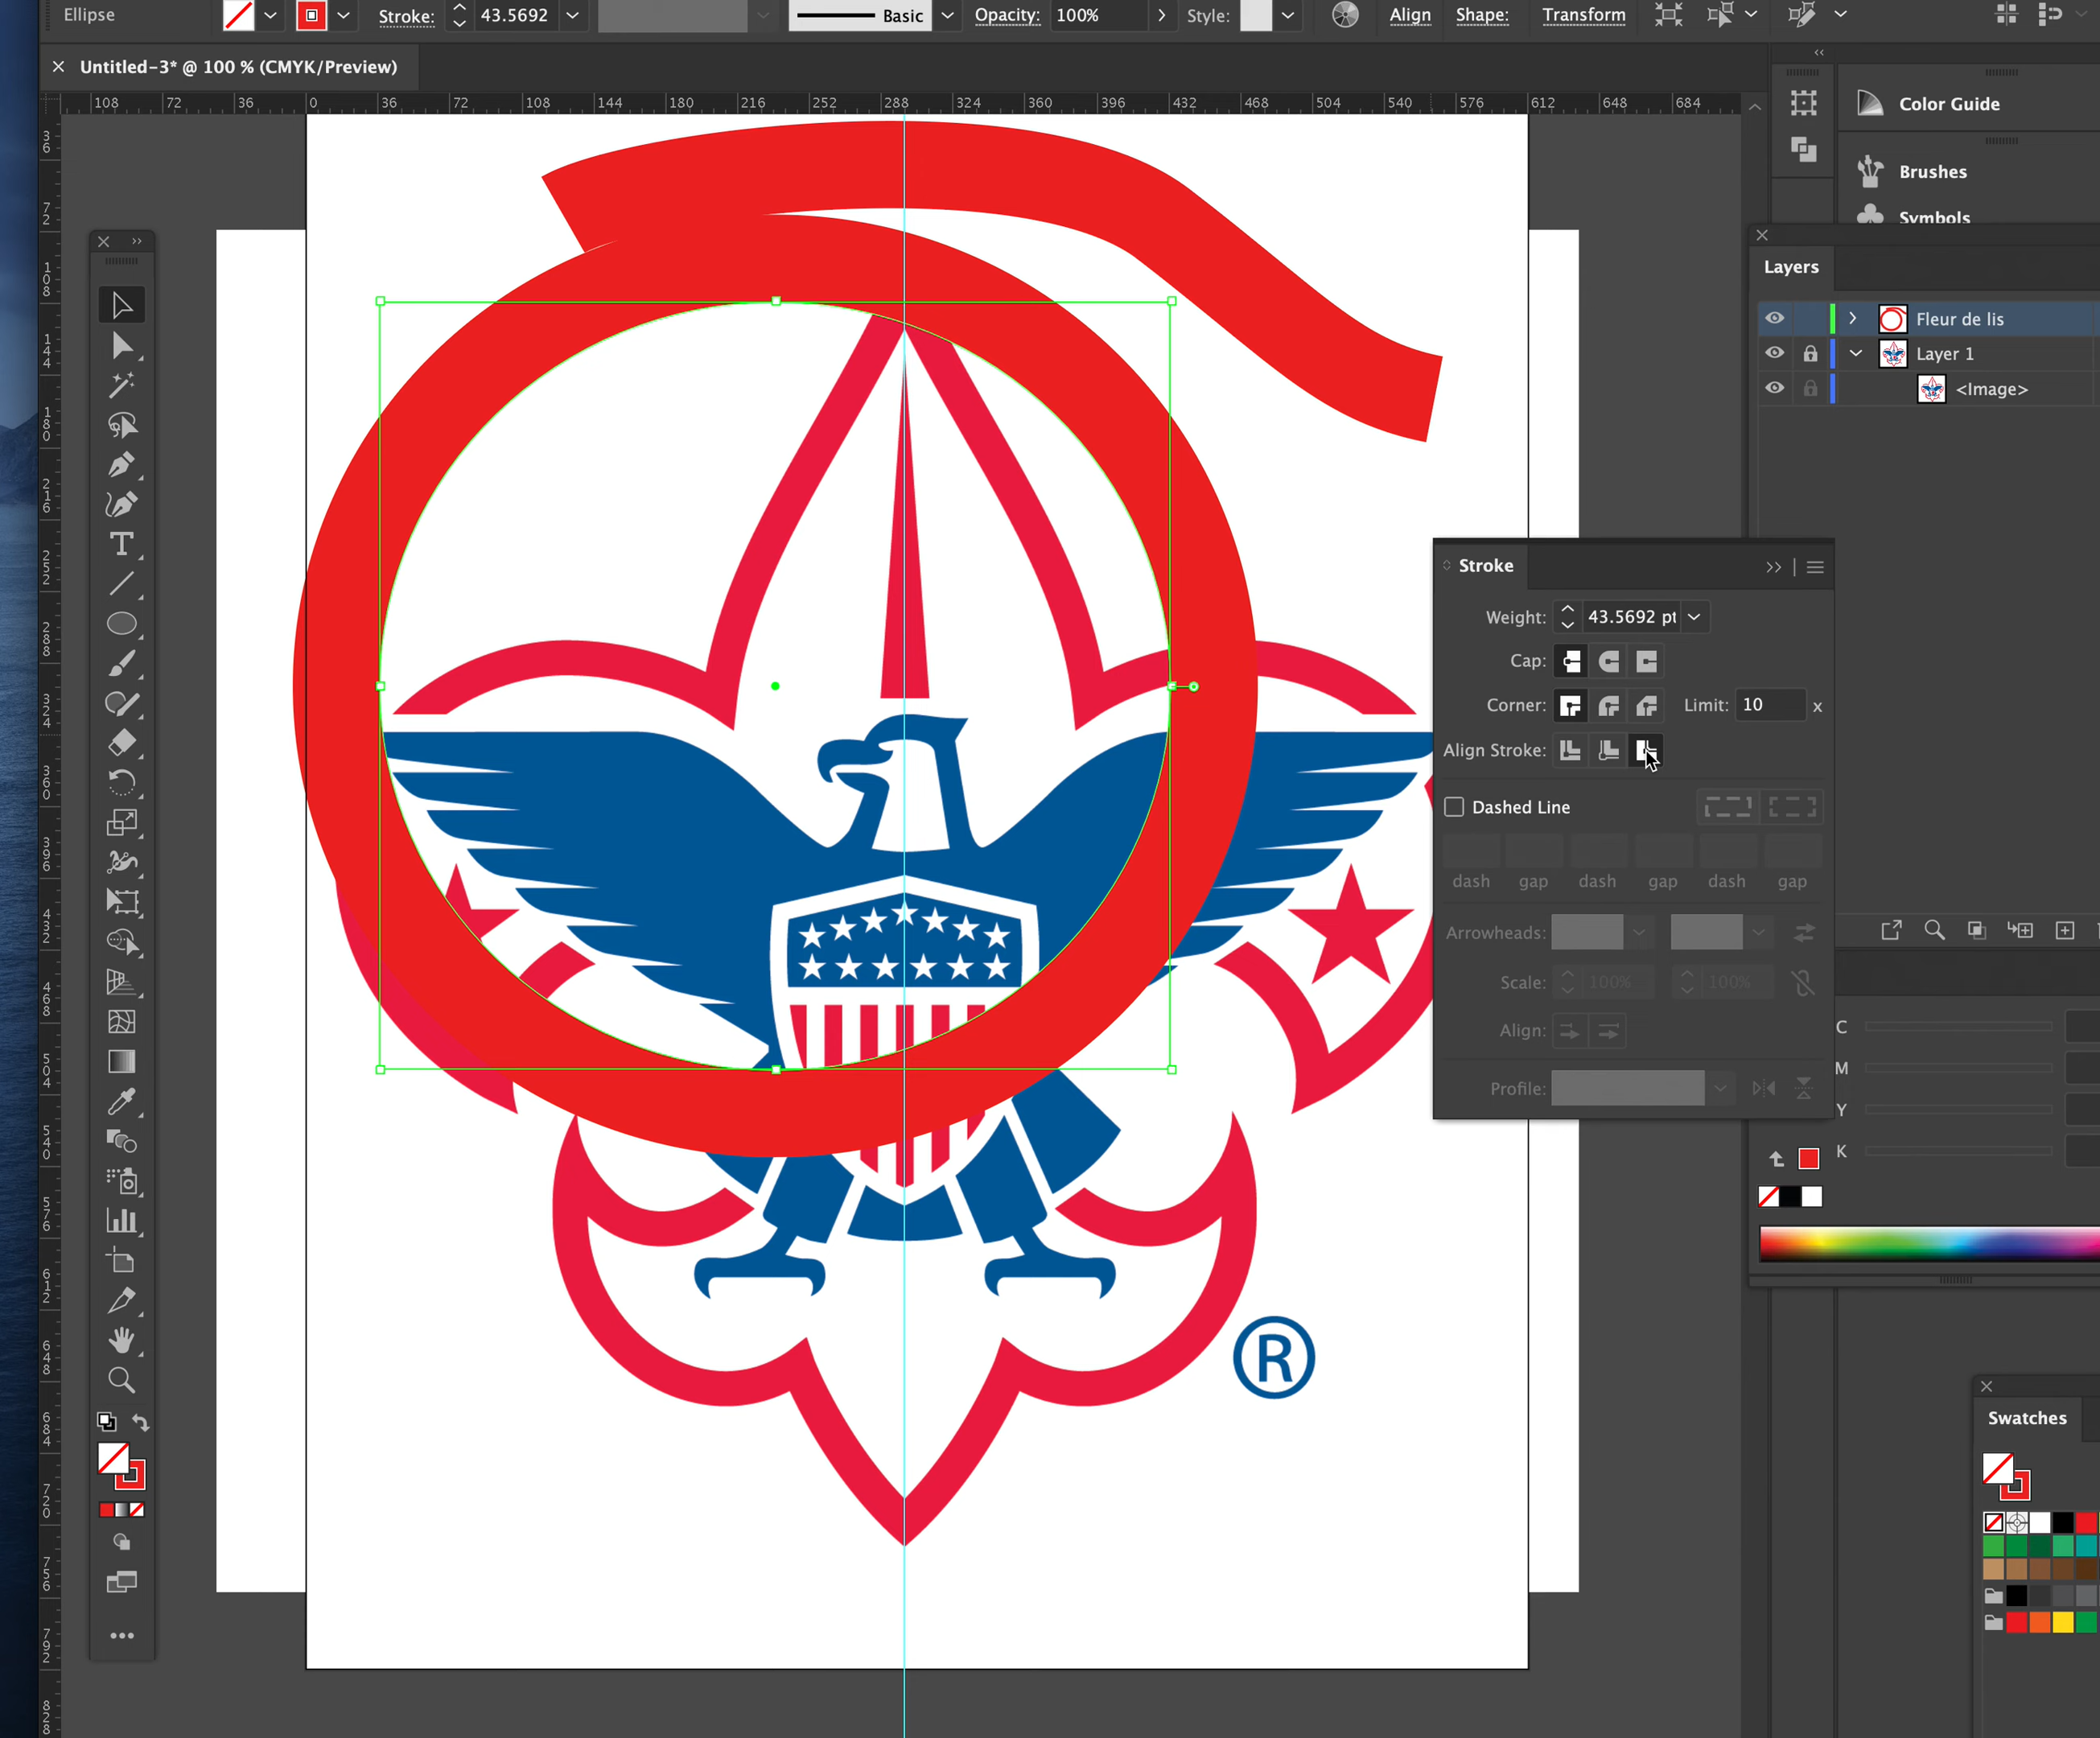 Ellipse Stroke: 43.5692 Basic Opacity: 100% Style: Align Shape: Transform
Untitled-3* @ 100 % (CMYK/Preview)
108 72 36 0 36 72 108 144 180 216 252 288 324 360 396 432 468 504 540 576 612 648 684
36
72
108
144
180
216
252
288
324
360
396
432
468
504
540
576
612
648
684
720
756
792
828
Color Guide
Brushes
Symbols
Layers
Fleur de lis
Layer 1
<Image>
Stroke
Weight: 43.5692 pt
Cap:
Corner: Limit: 10 x
Align Stroke:
Dashed Line
dash gap dash gap dash gap
Arrowheads:
Scale: 100% 100%
Align:
Profile:
C
M
Y
K
®
Swatches